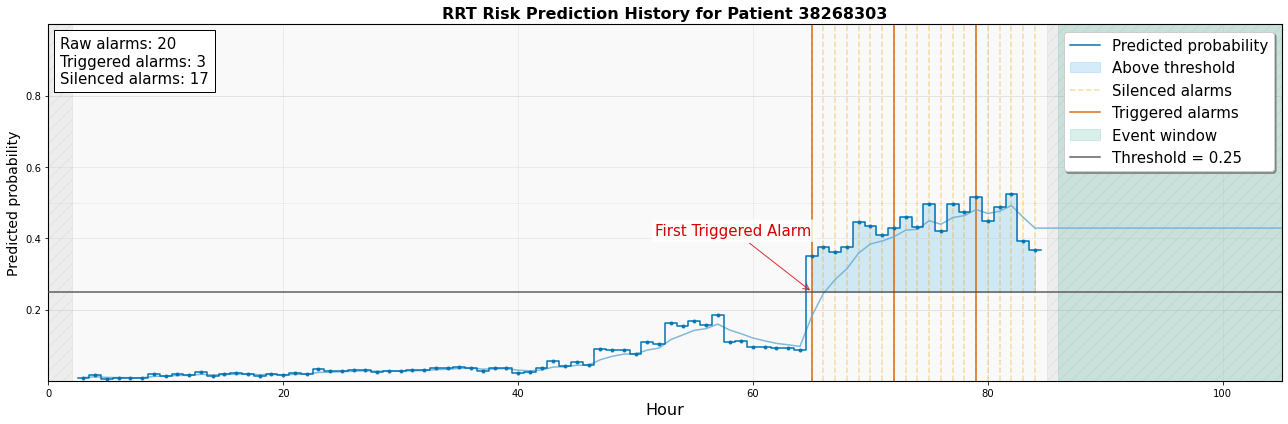 RRT Risk Prediction History for Patient 38268303
Raw alarms: 20
Triggered alarms: 3
Silenced alarms: 17
Predicted probability
Above threshold
Silenced alarms
Triggered alarms
Event window
Threshold = 0.25
First Triggered Alarm
Predicted probability
0.8
0.6
0.4
0.2
0 20 40 60 80 100
Hour